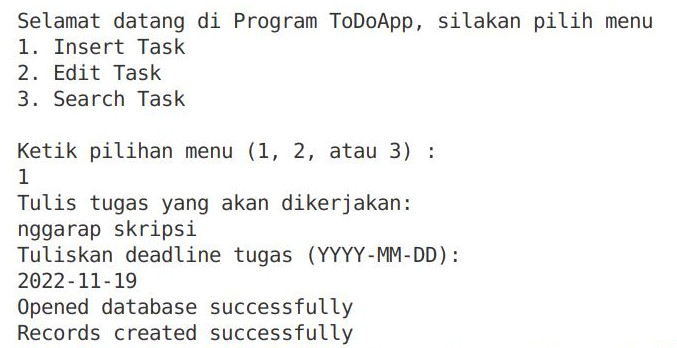 Selamat datang di Program ToDoApp, silakan pilih menu
1. Insert Task
2. Edit Task
3. Search Task

Ketik pilihan menu (1, 2, atau 3) :
1
Tulis tugas yang akan dikerjakan:
nggarap skripsi
Tuliskan deadline tugas (YYYY-MM-DD):
2022-11-19
Opened database successfully
Records created successfully